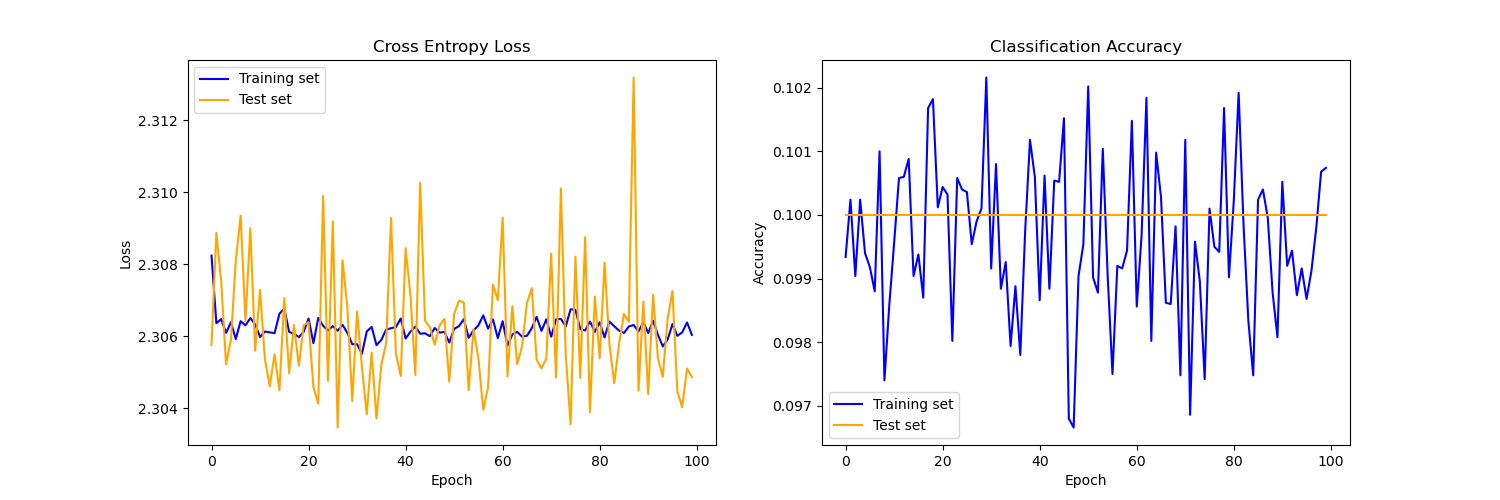 Cross Entropy Loss
Training set
Test set
2.312
2.310
2.308
2.306
2.304
Loss
0
20
40
60
80
100
Epoch
Classification Accuracy
0.102
0.101
0.100
0.099
0.098
0.097
Accuracy
Training set
Test set
0
20
40
60
80
100
Epoch